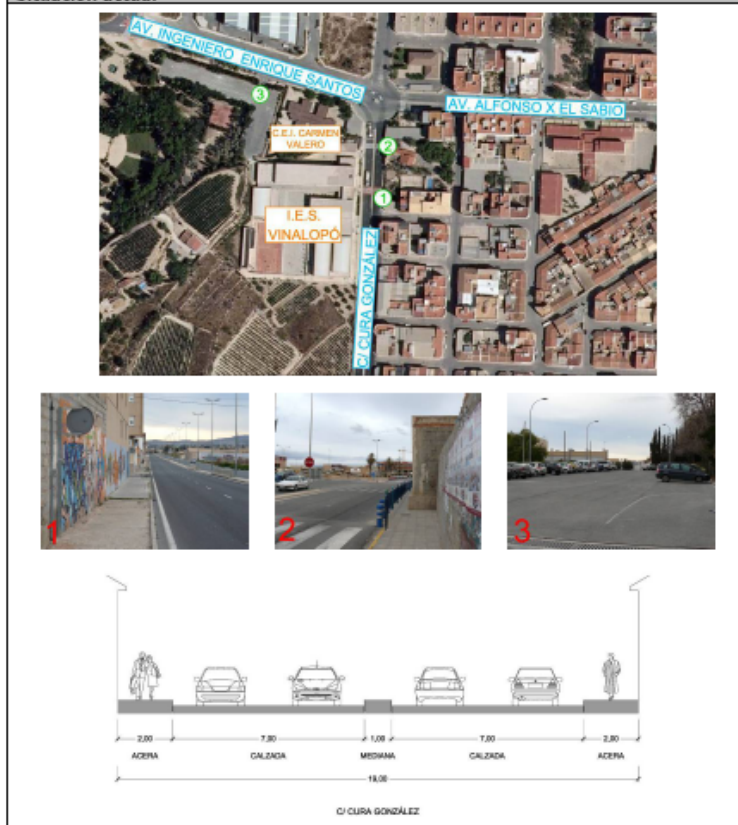 AV. INGENIERO ENRIQUE SANTOS
AV. ALFONSO X EL SABIO
3
C.E.I. CARMEN
VALERO
2
1
I.E.S.
VINALOPÓ
C/ CURA GONZÁLEZ
1
2
3
2,00
7,00
1,00
7,00
2,00
ACERA
CALZADA
MEDIANA
CALZADA
ACERA
19,00
C/ CURA GONZÁLEZ